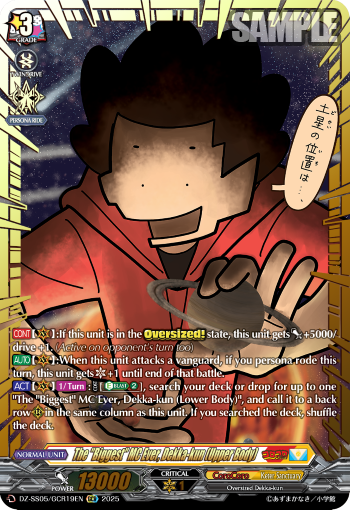 SAMPLE
3
GRADE
TWINDRIVE
PERSONA RIDE
土星の位置は…、
CONT【】:If this unit is in the Oversized! state, this unit gets +5000/
drive +1. (Active on opponent's turn too)
AUTO【】:When this unit attacks a vanguard, if you persona rode this
turn, this unit gets +1 until end of that battle.
ACT【】1/Turn:COST[-BLAST 2], search your deck or drop for up to one
"The "Biggest" MC Ever, Dekka-kun (Lower Body)", and call it to a back
row in the same column as this unit. If you searched the deck, shuffle
the deck.
NORMAL UNIT
The "Biggest" MC Ever, Dekka-kun (Upper Body)
POWER 13000
CRITICAL
1
CoroCoro
Oversized Dekka-kun
DZ-SS05/GCR19EN
2025
©あずまかなき／小学館